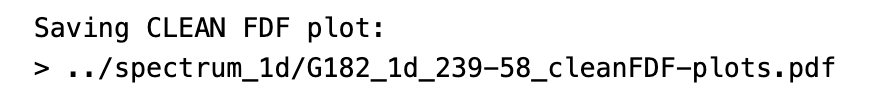 Saving CLEAN FDF plot:
> ../spectrum_1d/G182_1d_239-58_cleanFDF-plots.pdf